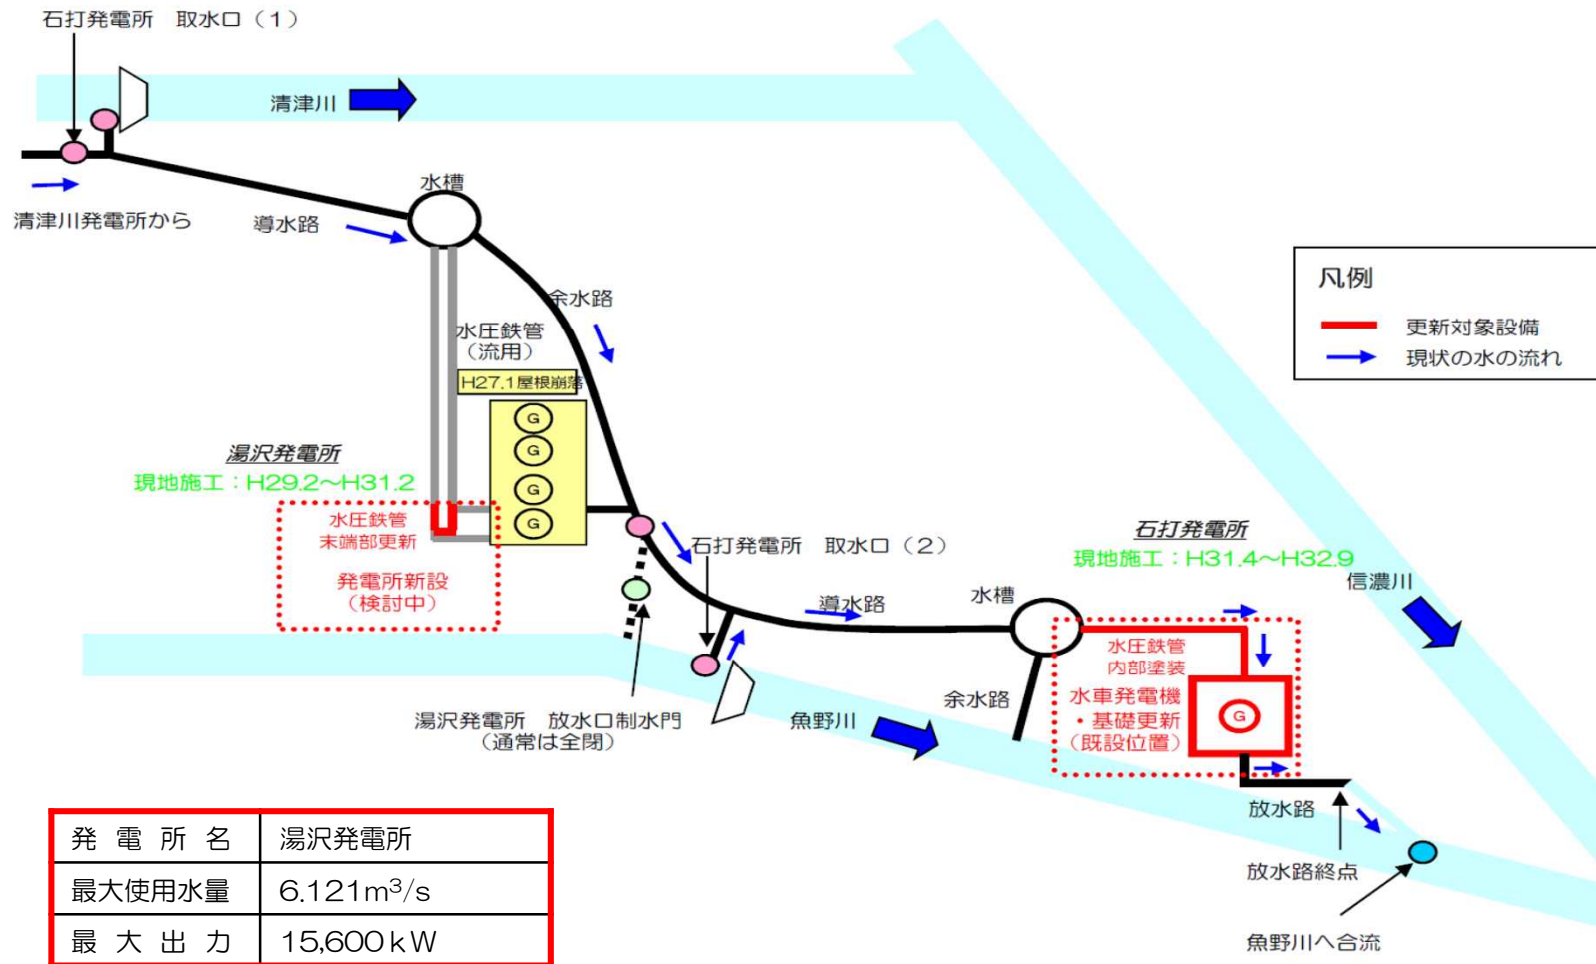 石打発電所 取水口（１）
清津川
清津川発電所から
導水路
水槽
余水路
水圧鉄管
（流用）
H27.1屋根崩落
G
G
G
G
湯沢発電所
現地施工：H29.2～H31.2
水圧鉄管
末端部更新
発電所新設
（検討中）
凡例
更新対象設備
現状の水の流れ
石打発電所 取水口（２）
導水路
水槽
石打発電所
現地施工：H31.4～H32.9
信濃川
水圧鉄管
内部塗装
水車発電機
・基礎更新
（既設位置）
G
余水路
湯沢発電所 放水口制水門
（通常は全閉）
魚野川
放水路
放水路終点
魚野川へ合流
発電所名 湯沢発電所
最大使用水量 6.121m³/s
最大出力 15,600kW